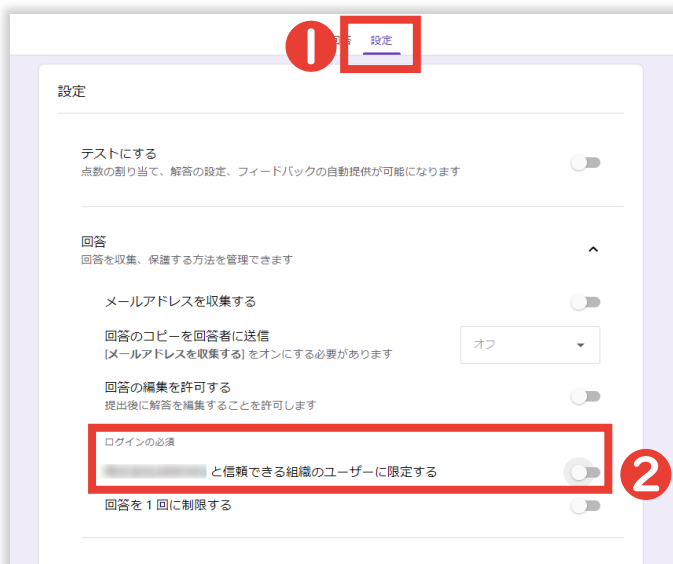 1 回答 設定
設定
テストにする
点数の割り当て、解答の設定、フィードバックの自動提供が可能になります
回答
回答を収集、保護する方法を管理できます
メールアドレスを収集する
回答のコピーを回答者に送信
[メールアドレスを収集する] をオンにする必要があります
オフ
回答の編集を許可する
提出後に解答を編集することを許可します
ログインの必須
と信頼できる組織のユーザーに限定する
2
回答を 1 回に制限する